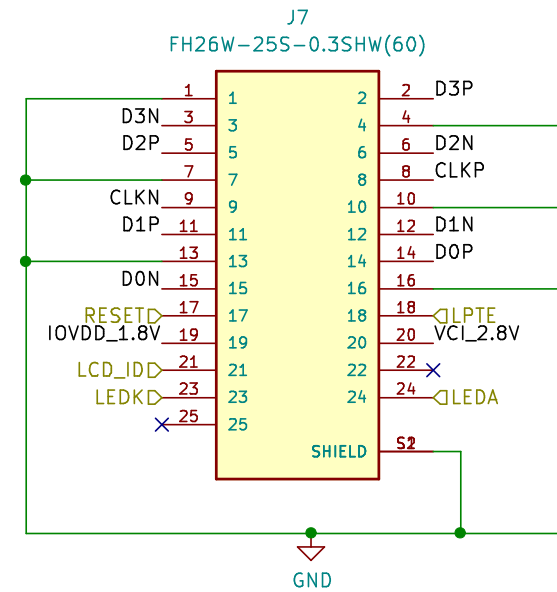 J7
FH26W-25S-0.3SHW(60)
1 1 2 2 D3P
D3N 3 3 4 4
D2P 5 5 6 6 D2N
7 7 8 8 CLKP
CLKN 9 9 10 10
D1P 11 11 12 12 D1N
13 13 14 14 D0P
D0N 15 15 16 16
RESET 17 17 18 18 LPTE
IOVDD_1.8V 19 19 20 20 VCI_2.8V
LCD_ID 21 21 22 22
LEDK 23 23 24 24 LEDA
25 25
SHIELD
GND